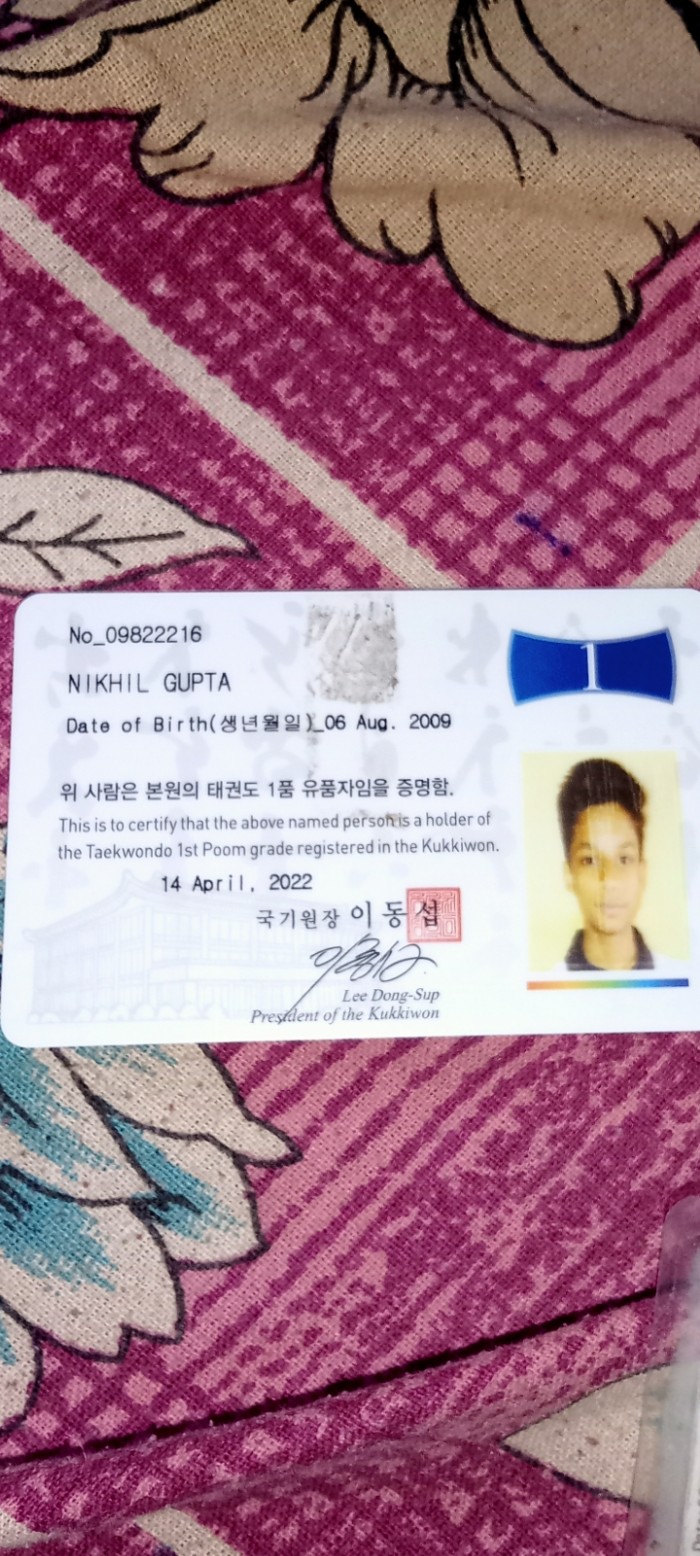 No_09822216
1
NIKHIL GUPTA
Date of Birth(생년월일)_06 Aug. 2009
위 사람은 본원의 태권도 1품 유품자임을 증명함.
This is to certify that the above named person is a holder of
the Taekwondo 1st Poom grade registered in the Kukkiwon.
14 April, 2022
국기원장 이동섭
Lee Dong-Sup
President of the Kukkiwon